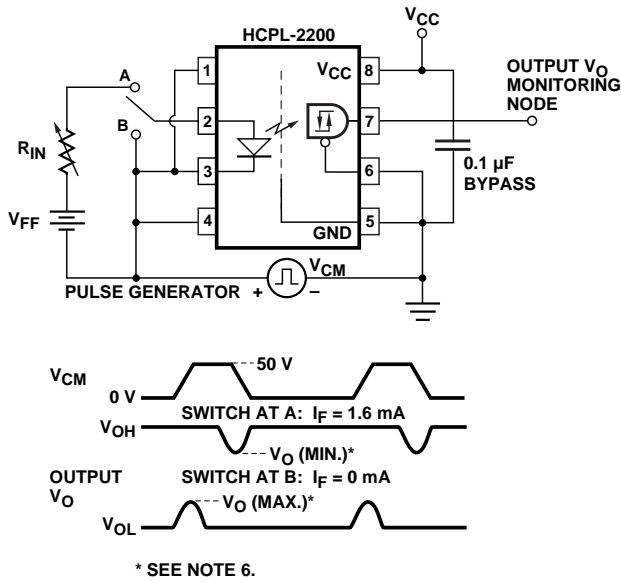 HCPL-2200
VCC
A
B
RIN
VFF
1
2
3
4
VCC
8
7
6
5
GND
OUTPUT VO
MONITORING
NODE
0.1 µF
BYPASS
PULSE GENERATOR + – VCM
VCM
50 V
0 V
SWITCH AT A: IF = 1.6 mA
VOH
VO (MIN.)*
OUTPUT
VO
SWITCH AT B: IF = 0 mA
VO (MAX.)*
VOL
* SEE NOTE 6.